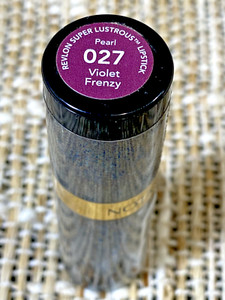 REVLON SUPER LUSTROUS™ LIPSTICK
Pearl
027
Violet
Frenzy